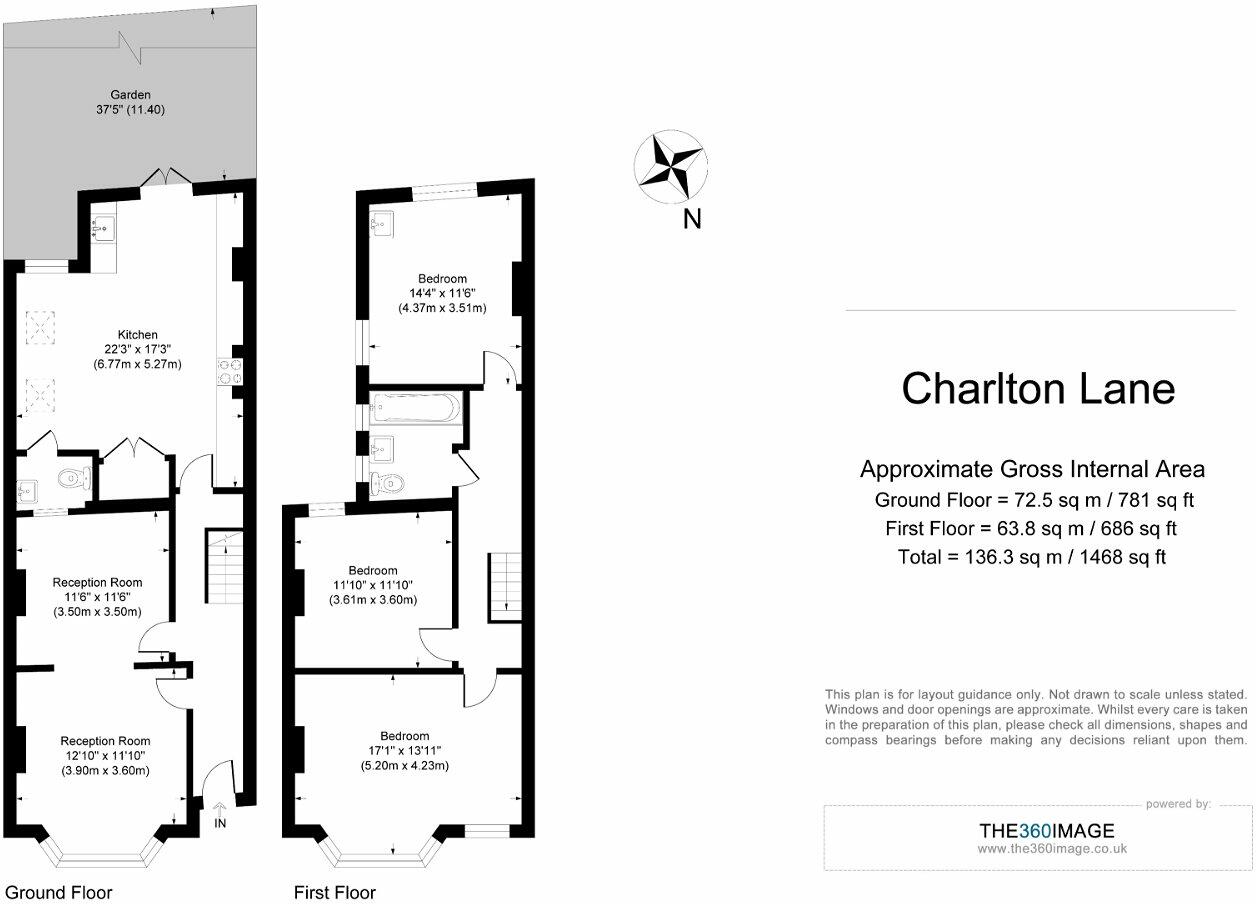 Garden
37'5" (11.40)
Kitchen
22'3" x 17'3"
(6.77m x 5.27m)
Reception Room
11'6" x 11'6"
(3.50m x 3.50m)
Reception Room
12'10" x 11'10"
(3.90m x 3.60m)
IN
Ground Floor
Bedroom
14'4" x 11'6"
(4.37m x 3.51m)
Bedroom
11'10" x 11'10"
(3.61m x 3.60m)
Bedroom
17'1" x 13'11"
(5.20m x 4.23m)
First Floor
N
Charlton Lane
Approximate Gross Internal Area
Ground Floor = 72.5 sq m / 781 sq ft
First Floor = 63.8 sq m / 686 sq ft
Total = 136.3 sq m / 1468 sq ft
This plan is for layout guidance only. Not drawn to scale unless stated.
Windows and door openings are approximate. Whilst every care is taken
in the preparation of this plan, please check all dimensions, shapes and
compass bearings before making any decisions reliant upon them.
powered by:
THE360IMAGE
www.the360image.co.uk